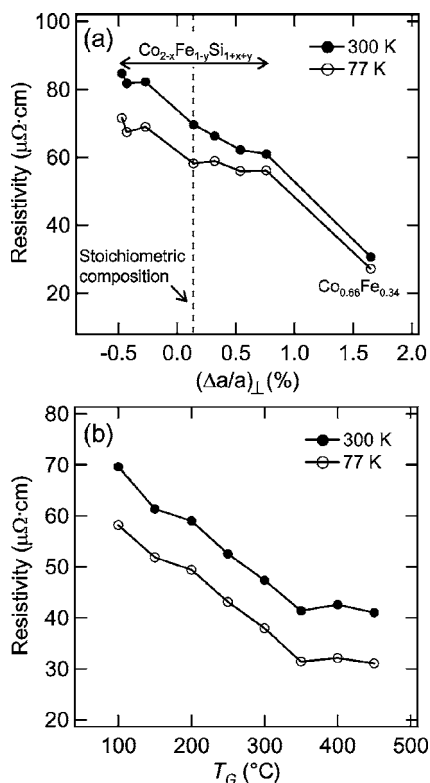 (a)
Co2-xFe1-ySi1+x+y
300 K
77 K
100
80
60
40
20
Resistivity (μΩ·cm)
Stoichiometric
composition
Co0.66Fe0.34
-0.5
0.0
0.5
1.0
1.5
2.0
(Δa/a)⊥(%)
(b)
300 K
77 K
80
70
60
50
40
30
20
Resistivity (μΩ·cm)
100
200
300
400
500
TG (°C)